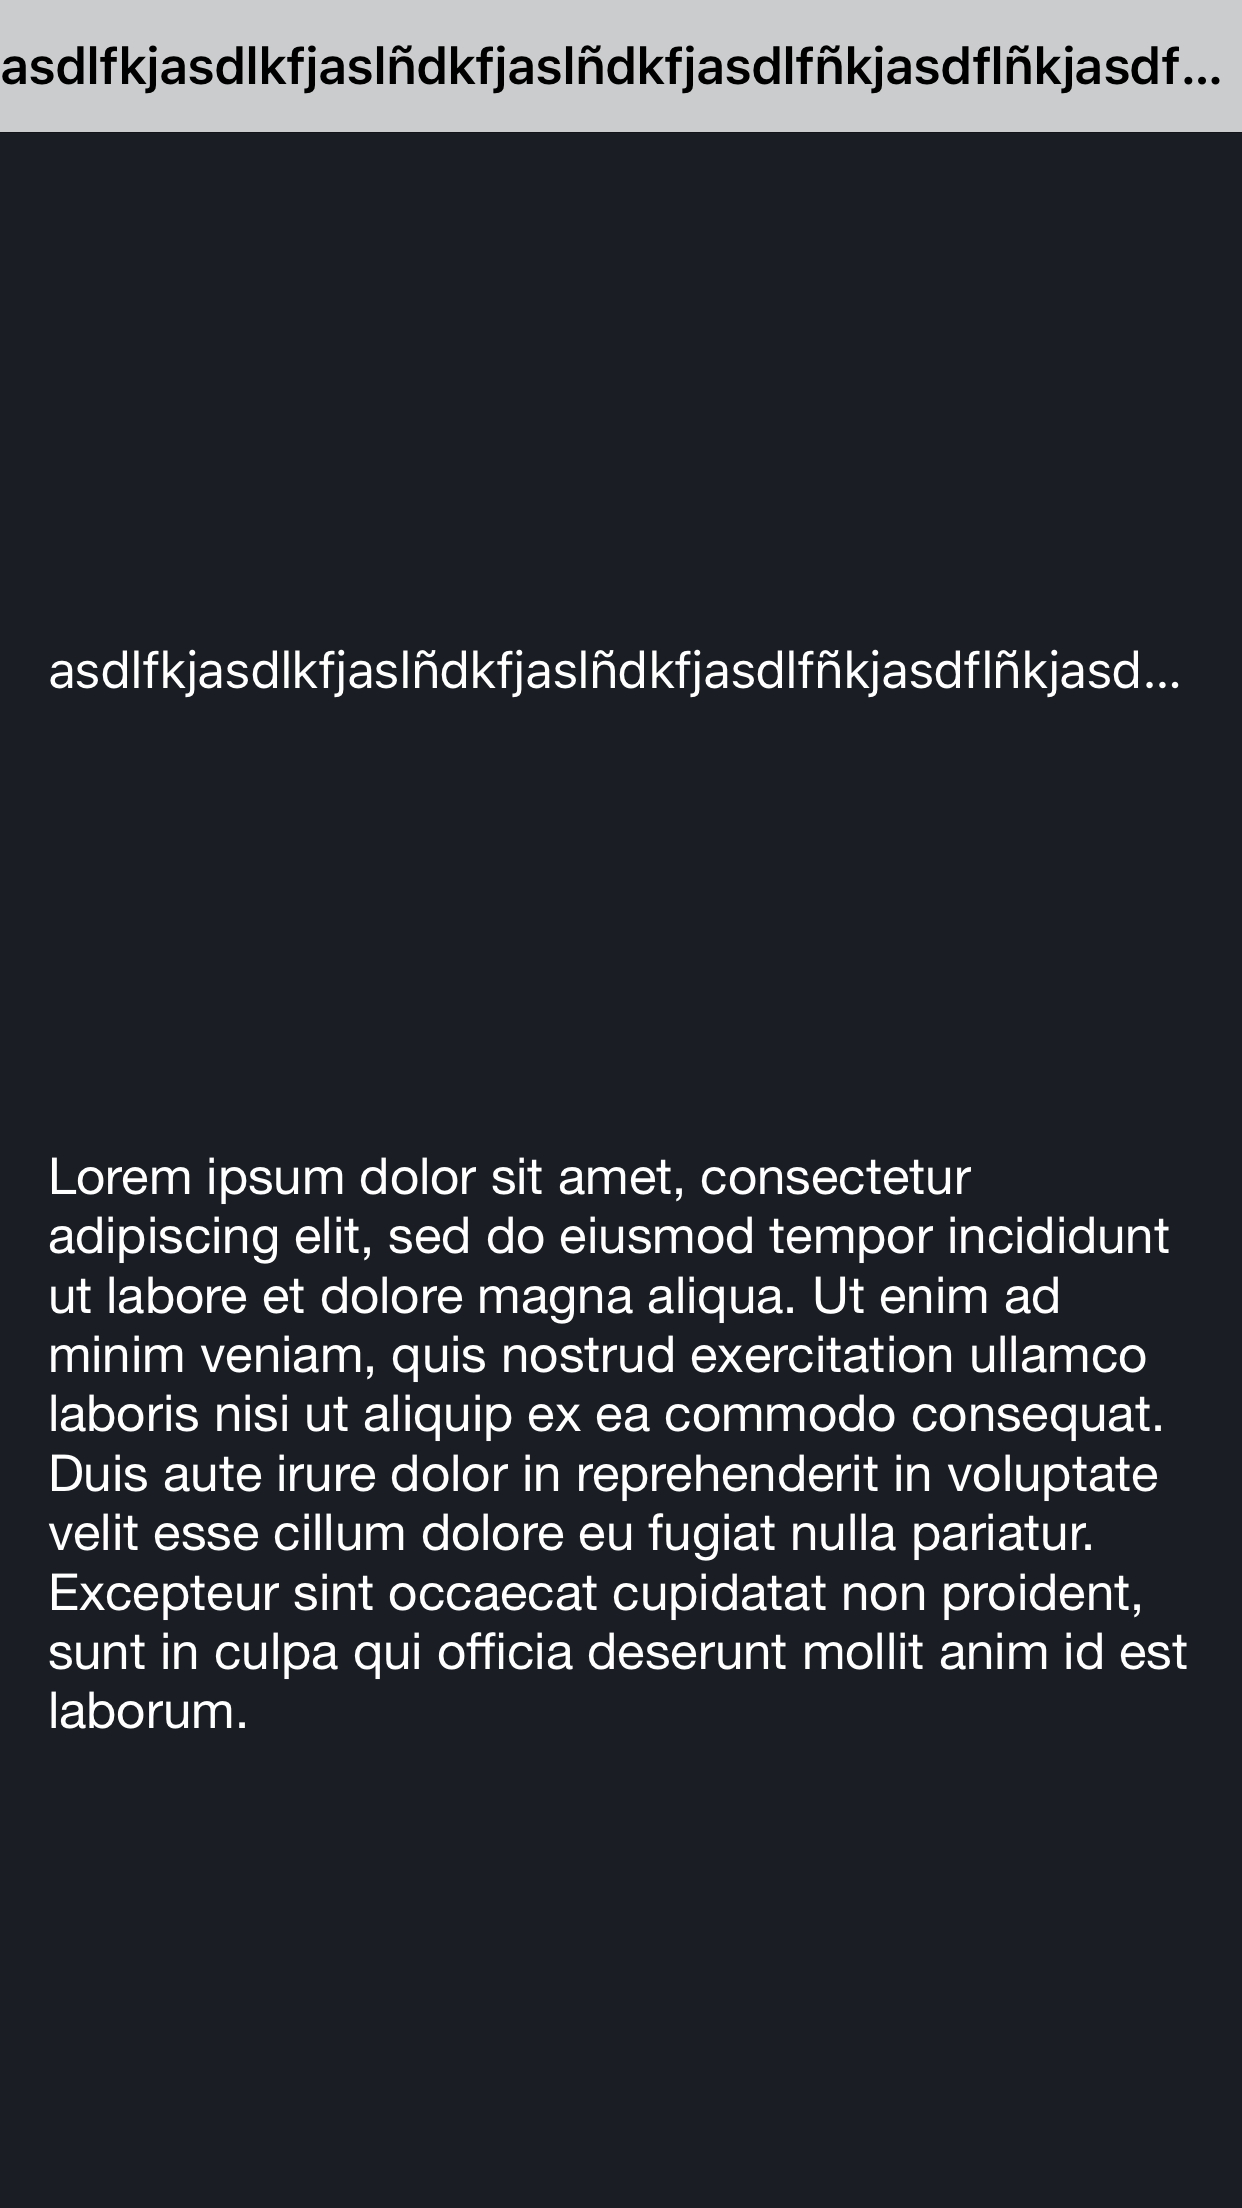 asdlfkjasdlkfjaslñdkfjaslñdkfjasdlfñkjasdflñkjasdf...
asdlfkjasdlkfjaslñdkfjaslñdkfjasdlfñkjasdflñkjasd...
Lorem ipsum dolor sit amet, consectetur
adipiscing elit, sed do eiusmod tempor incididunt
ut labore et dolore magna aliqua. Ut enim ad
minim veniam, quis nostrud exercitation ullamco
laboris nisi ut aliquip ex ea commodo consequat.
Duis aute irure dolor in reprehenderit in voluptate
velit esse cillum dolore eu fugiat nulla pariatur.
Excepteur sint occaecat cupidatat non proident,
sunt in culpa qui officia deserunt mollit anim id est
laborum.